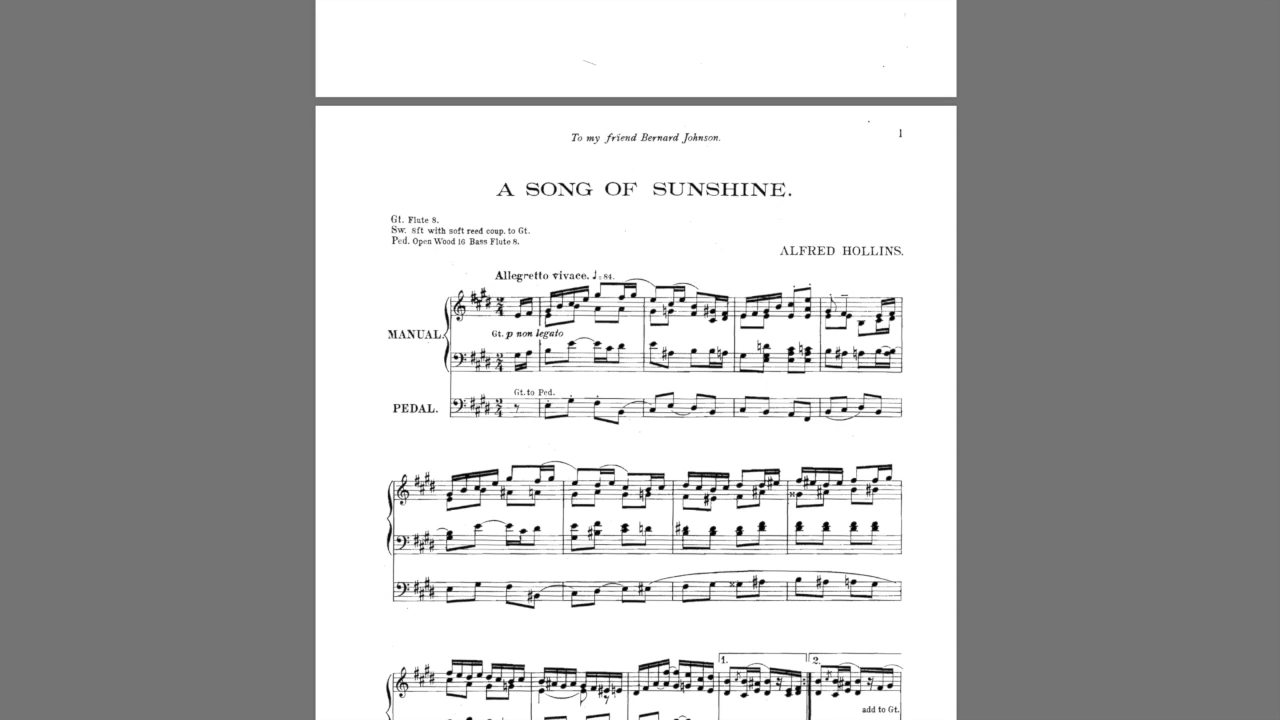 To my friend Bernard Johnson.
1
A SONG OF SUNSHINE.
Gt. Flute 8.
Sw. 8ft with soft reed coup. to Gt.
Ped. Open Wood 16 Bass Flute 8.
ALFRED HOLLINS.
Allegretto vivace. ♩= 84.
MANUAL.
Gt. p non legato
Gt. to Ped.
PEDAL.
1.
2.
add to Gt.